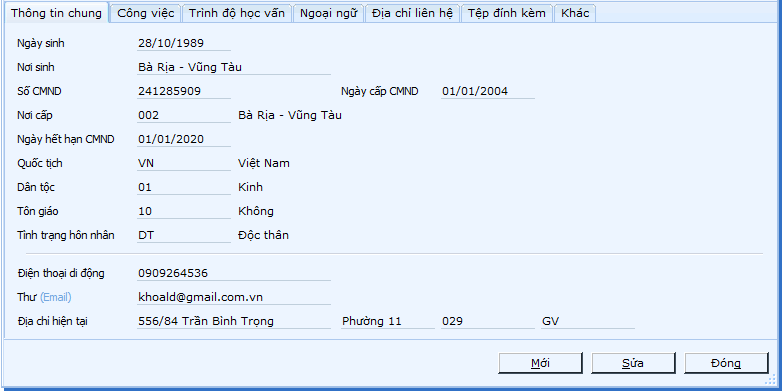 Thông tin chung Công việc Trình độ học vấn Ngoại ngữ Địa chỉ liên hệ Tệp đính kèm Khác
Ngày sinh 28/10/1989
Nơi sinh Bà Rịa - Vũng Tàu
Số CMND 241285909 Ngày cấp CMND 01/01/2004
Nơi cấp 002 Bà Rịa - Vũng Tàu
Ngày hết hạn CMND 01/01/2020
Quốc tịch VN Việt Nam
Dân tộc 01 Kinh
Tôn giáo 10 Không
Tình trạng hôn nhân DT Độc thân
Điện thoại di động 0909264536
Thư (Email) khoald@gmail.com.vn
Địa chỉ hiện tại 556/84 Trần Bình Trọng Phường 11 029 GV
Mới Sửa Đóng